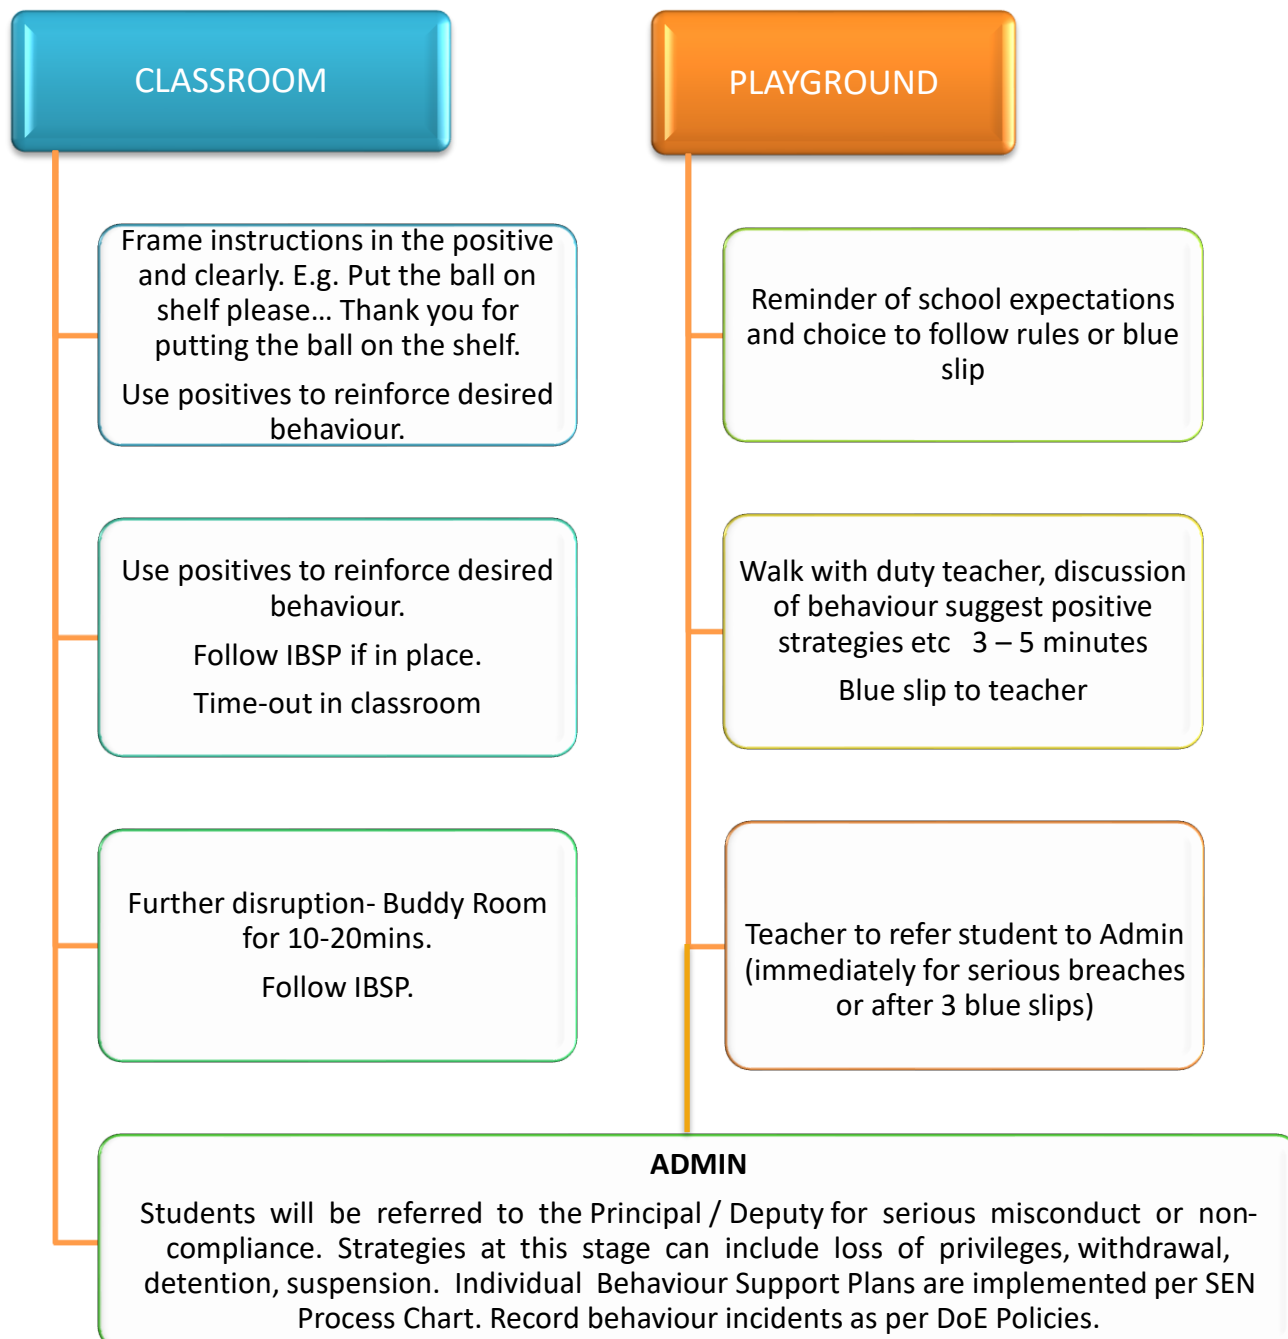 CLASSROOM
Frame instructions in the positive
and clearly. E.g. Put the ball on
shelf please... Thank you for
putting the ball on the shelf.
Use positives to reinforce desired
behaviour.
Use positives to reinforce desired
behaviour.
Follow IBSP if in place.
Time-out in classroom
Further disruption- Buddy Room
for 10-20mins.
Follow IBSP.
PLAYGROUND
Reminder of school expectations
and choice to follow rules or blue
slip
Walk with duty teacher, discussion
of behaviour suggest positive
strategies etc 3 – 5 minutes
Blue slip to teacher
Teacher to refer student to Admin
(immediately for serious breaches
or after 3 blue slips)
ADMIN
Students will be referred to the Principal / Deputy for serious misconduct or non-
compliance. Strategies at this stage can include loss of privileges, withdrawal,
detention, suspension. Individual Behaviour Support Plans are implemented per SEN
Process Chart. Record behaviour incidents as per DoE Policies.